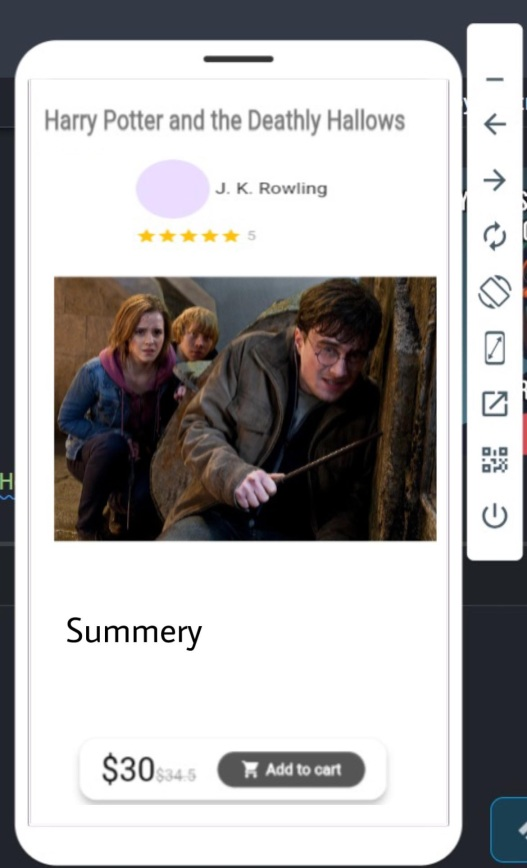 Harry Potter and the Deathly Hallows
J. K. Rowling
5
Summery
$30 $34.5 Add to cart